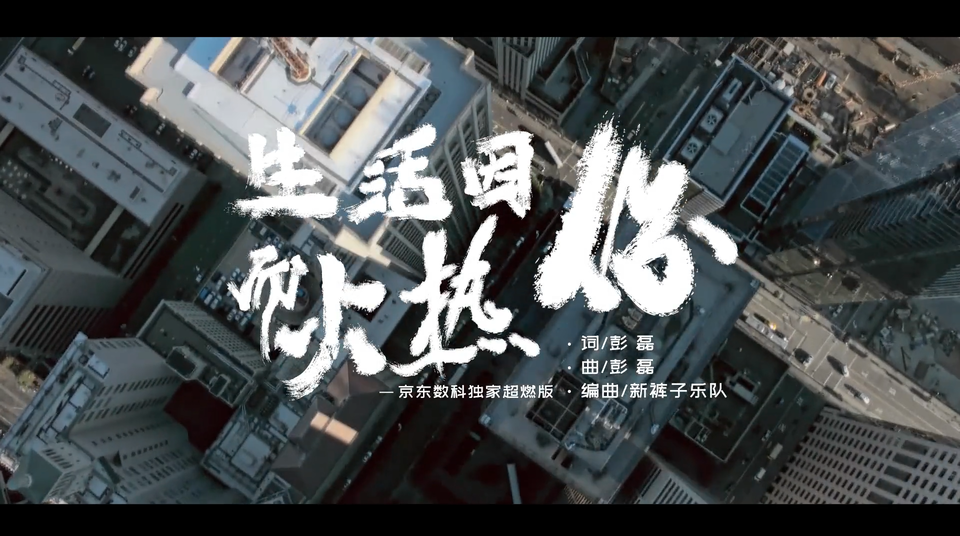 生活因你
而火热
· 词/彭 磊
· 曲/彭 磊
— 京东数科独家超燃版
· 编曲/新裤子乐队